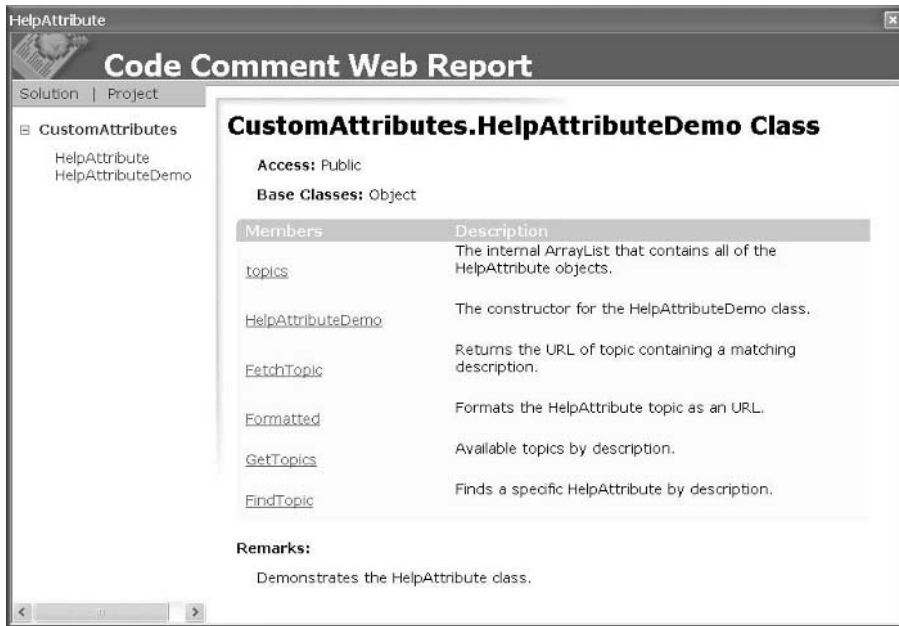 HelpAttribute
Code Comment Web Report
Solution | Project
CustomAttributes
HelpAttribute
HelpAttributeDemo
CustomAttributes.HelpAttributeDemo Class
Access: Public
Base Classes: Object
Members Description
topics The internal ArrayList that contains all of the
HelpAttribute objects.
HelpAttributeDemo The constructor for the HelpAttributeDemo class.
FetchTopic Returns the URL of topic containing a matching
description.
Formatted Formats the HelpAttribute topic as an URL.
GetTopics Available topics by description.
FindTopic Finds a specific HelpAttribute by description.
Remarks:
Demonstrates the HelpAttribute class.